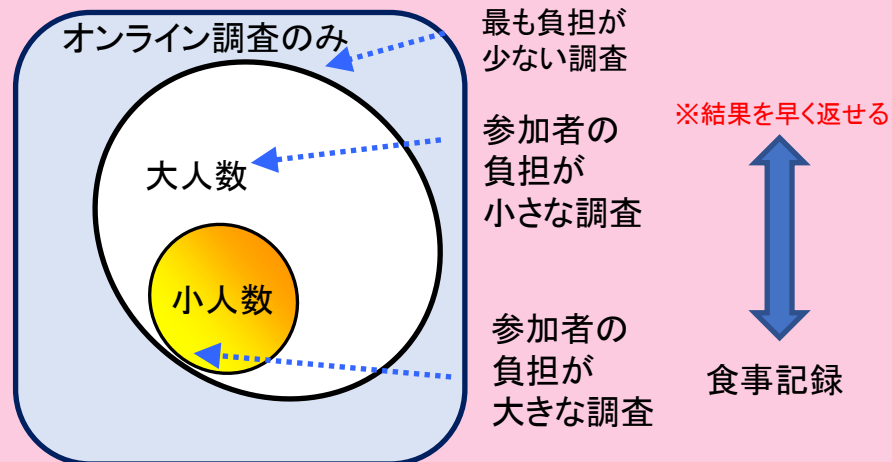 オンライン調査のみ
最も負担が
少ない調査
※結果を早く返せる
参加者の
負担が
小さな調査
大人数
小人数
参加者の
負担が
大きな調査
食事記録